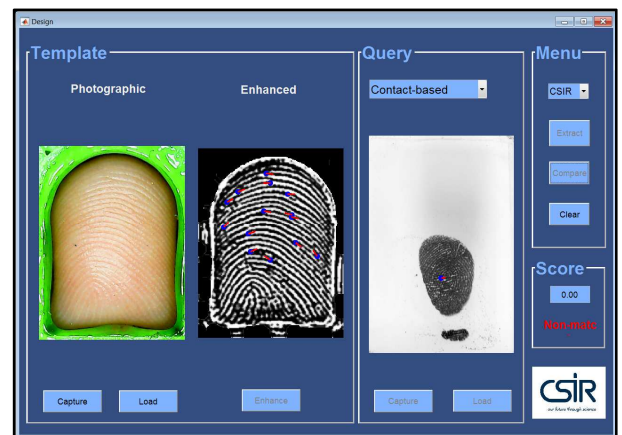 Design
Template
Photographic
Enhanced
Capture
Load
Enhance
Query
Contact-based
Capture
Load
Menu
CSIR
Extract
Compare
Clear
Score
0.00
Non-matc
CSIR
our future through science